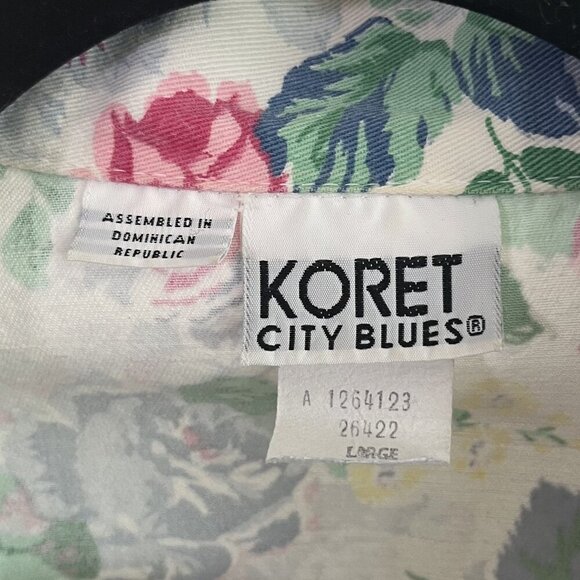 ASSEMBLED IN
DOMINICAN
REPUBLIC
KORET
CITY BLUES®
A 1264123
26422
LARGE